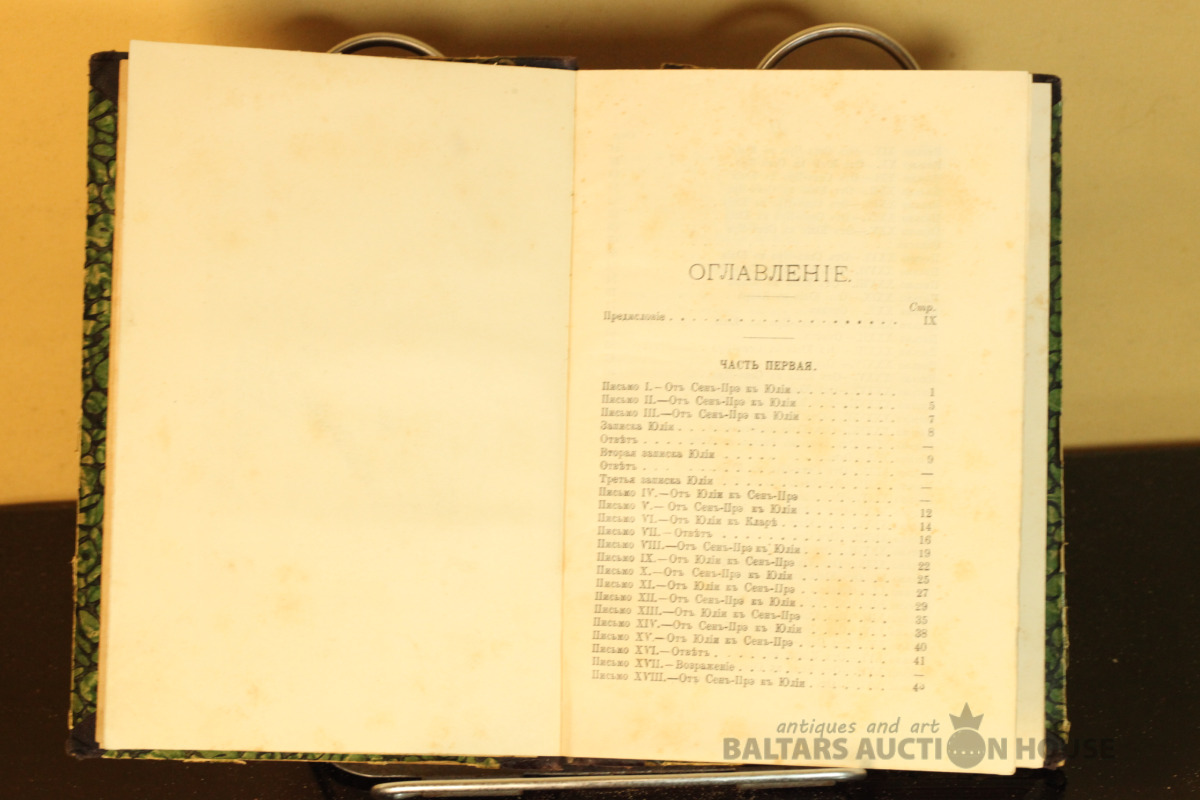 ОГЛАВЛЕНІЕ.
Стр.
Предисловіе . . . . . . . . . . . . . . . . . . . . IX
ЧАСТЬ ПЕРВАЯ.
Письмо I.—Отъ Сенъ-Прэ къ Юліи . . . . . . . 1
Письмо II.—Отъ Сенъ-Прэ къ Юліи . . . . . . . 5
Письмо III.—Отъ Сенъ-Прэ къ Юліи . . . . . . . 7
Записка Юліи . . . . . . . . . . . . . . . . 8
Отвѣтъ . . . . . . . . . . . . . . . . . . —
Вторая записка Юліи . . . . . . . . . . . . 9
Отвѣтъ . . . . . . . . . . . . . . . . . . —
Третья записка Юліи . . . . . . . . . . . . —
Письмо IV.—Отъ Юліи къ Сенъ-Прэ . . . . . . . —
Письмо V.—Отъ Сенъ-Прэ къ Юліи . . . . . . . 12
Письмо VI.—Отъ Юліи къ Кларѣ . . . . . . . . 14
Письмо VII.—Отвѣтъ . . . . . . . . . . . . 16
Письмо VIII.—Отъ Сенъ-Прэ къ Юліи . . . . . . . 19
Письмо IX.—Отъ Юліи къ Сенъ-Прэ . . . . . . . 22
Письмо X.—Отъ Сенъ-Прэ къ Юліи . . . . . . . 25
Письмо XI.—Отъ Юліи къ Сенъ-Прэ . . . . . . . 27
Письмо XII.—Отъ Сенъ-Прэ къ Юліи . . . . . . . 29
Письмо XIII.—Отъ Юліи къ Сенъ-Прэ . . . . . . 35
Письмо XIV.—Отъ Сенъ-Прэ къ Юліи . . . . . . 38
Письмо XV.—Отъ Юліи къ Сенъ-Прэ . . . . . . . 40
Письмо XVI.—Отвѣтъ . . . . . . . . . . . . 41
Письмо XVII.—Возраженіе . . . . . . . . . . —
Письмо XVIII.—Отъ Сенъ-Прэ къ Юліи . . . . . .
antiques and art
BALTARS AUCTION HOUSE